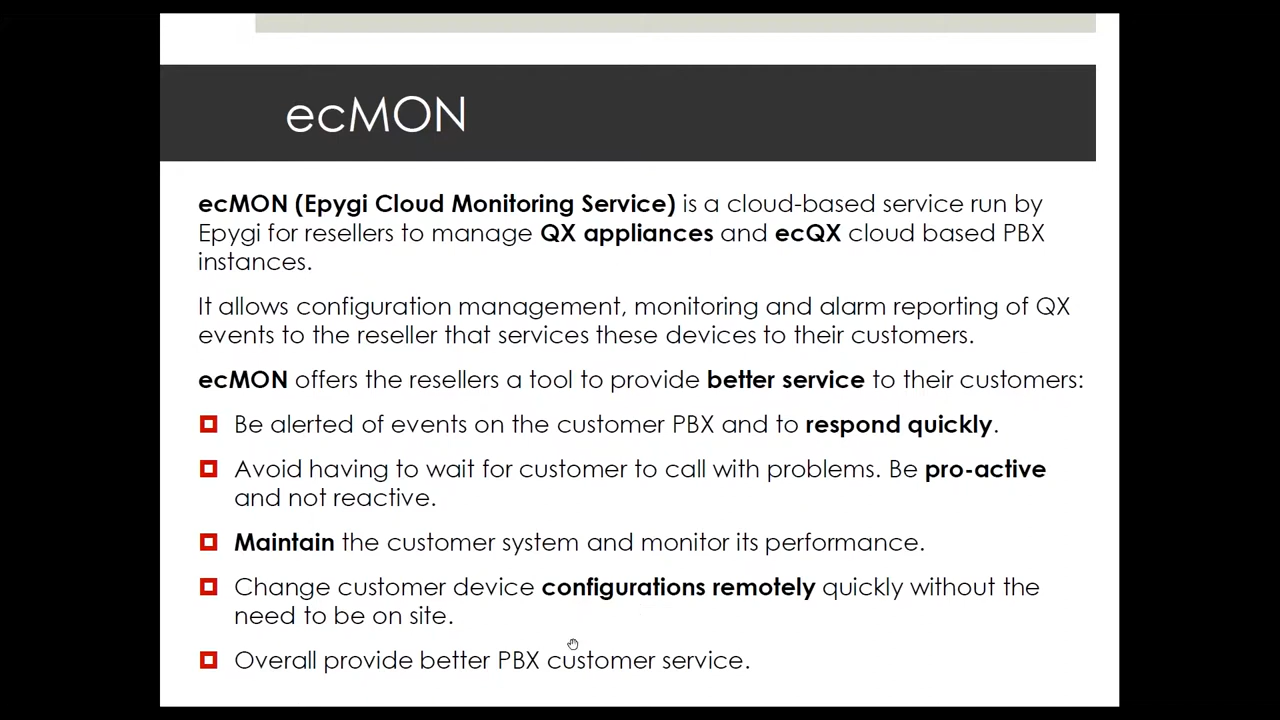 ecMON
ecMON (Epygi Cloud Monitoring Service) is a cloud-based service run by
Epygi for resellers to manage QX appliances and ecQX cloud based PBX
instances.
It allows configuration management, monitoring and alarm reporting of QX
events to the reseller that services these devices to their customers.
ecMON offers the resellers a tool to provide better service to their customers:
Be alerted of events on the customer PBX and to respond quickly.
Avoid having to wait for customer to call with problems. Be pro-active
and not reactive.
Maintain the customer system and monitor its performance.
Change customer device configurations remotely quickly without the
need to be on site.
Overall provide better PBX customer service.